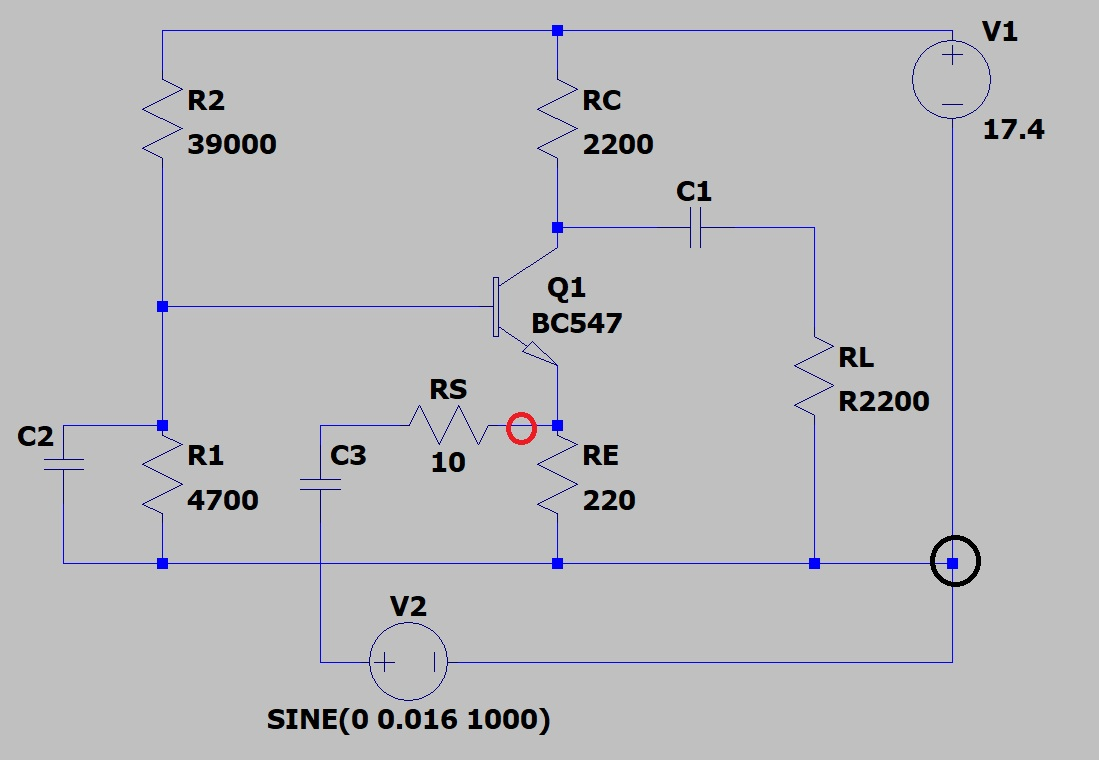 V1
17.4
R2
39000
RC
2200
C1
Q1
BC547
RL
R2200
RS
10
C2
C3
R1
4700
RE
220
V2
SINE(0 0.016 1000)